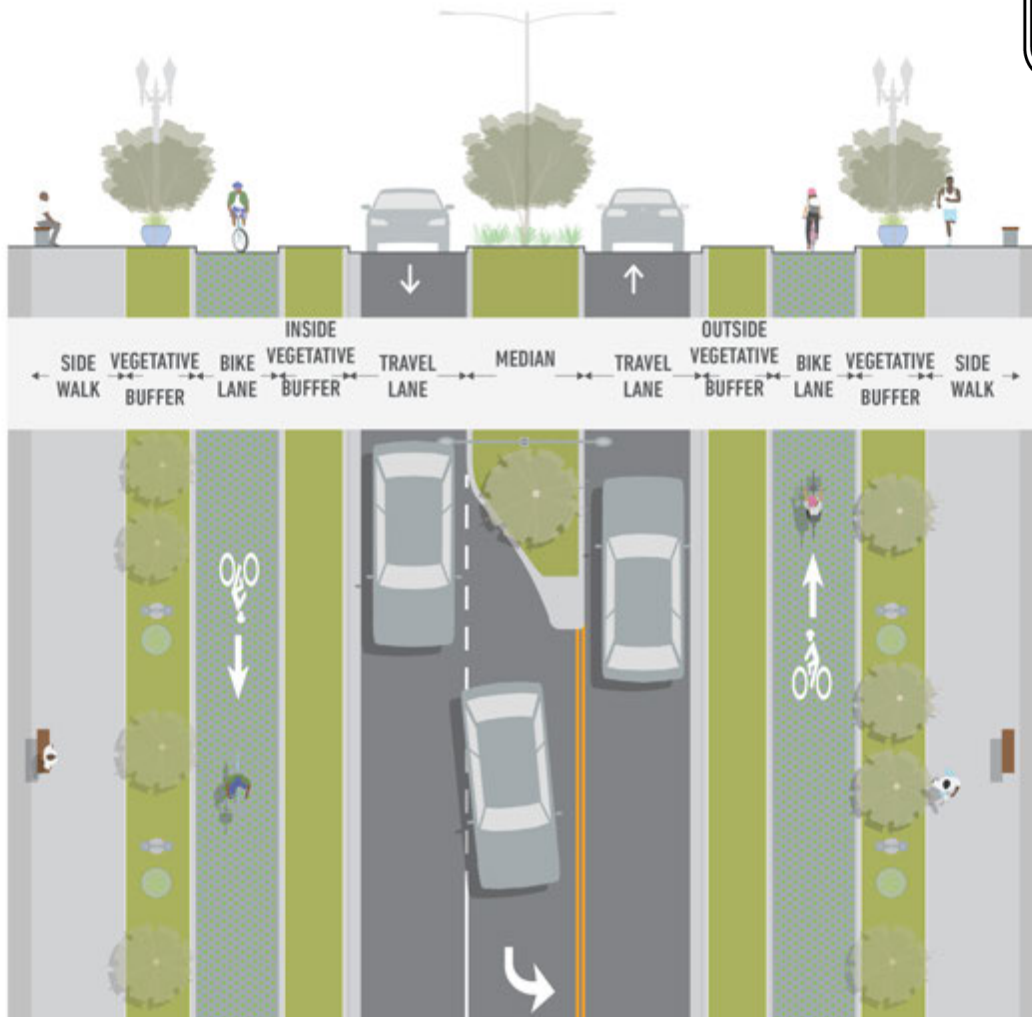 SIDE
WALK
VEGETATIVE
BUFFER
BIKE
LANE
INSIDE
VEGETATIVE
BUFFER
TRAVEL
LANE
MEDIAN
TRAVEL
LANE
OUTSIDE
VEGETATIVE
BUFFER
BIKE
LANE
VEGETATIVE
BUFFER
SIDE
WALK